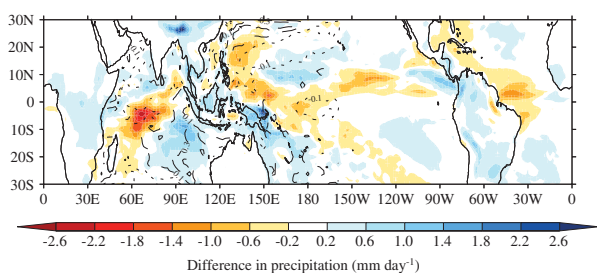 30N
20N
10N
0
10S
20S
30S
0 30E 60E 90E 120E 150E 180 150W 120W 90W 60W 30W 0
0.1
-0.1
-2.6 -2.2 -1.8 -1.4 -1.0 -0.6 -0.2 0.2 0.6 1.0 1.4 1.8 2.2 2.6
Difference in precipitation (mm day-1)